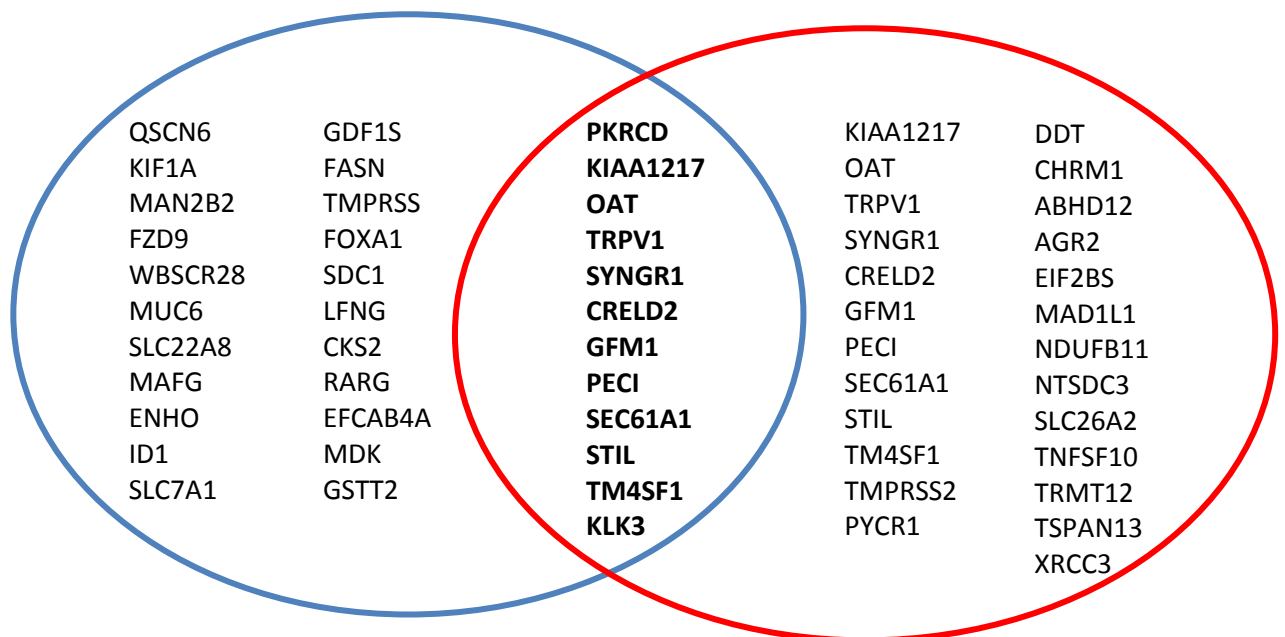 QSCN6
KIF1A
MAN2B2
FZD9
WBSCR28
MUC6
SLC22A8
MAFG
ENHO
ID1
SLC7A1
GDF1S
FASN
TMPRSS
FOXA1
SDC1
LFNG
CKS2
RARG
EFCAB4A
MDK
GSTT2
PKRCD
KIAA1217
OAT
TRPV1
SYNGR1
CRELD2
GFM1
PECI
SEC61A1
STIL
TM4SF1
KLK3
KIAA1217
OAT
TRPV1
SYNGR1
CRELD2
GFM1
PECI
SEC61A1
STIL
TM4SF1
TMPRSS2
PYCR1
DDT
CHRM1
ABHD12
AGR2
EIF2BS
MAD1L1
NDUFB11
NTSDC3
SLC26A2
TNFSF10
TRMT12
TSPAN13
XRCC3